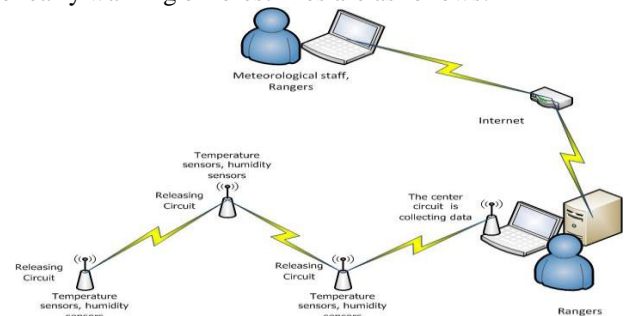 Meteorological staff,
Rangers
Internet
Temperature
sensors, humidity
sensors
Releasing
Circuit
The center
circuit is
collecting data
Releasing
Circuit
Temperature
sensors, humidity
Releasing
Circuit
Temperature
sensors, humidity
Rangers